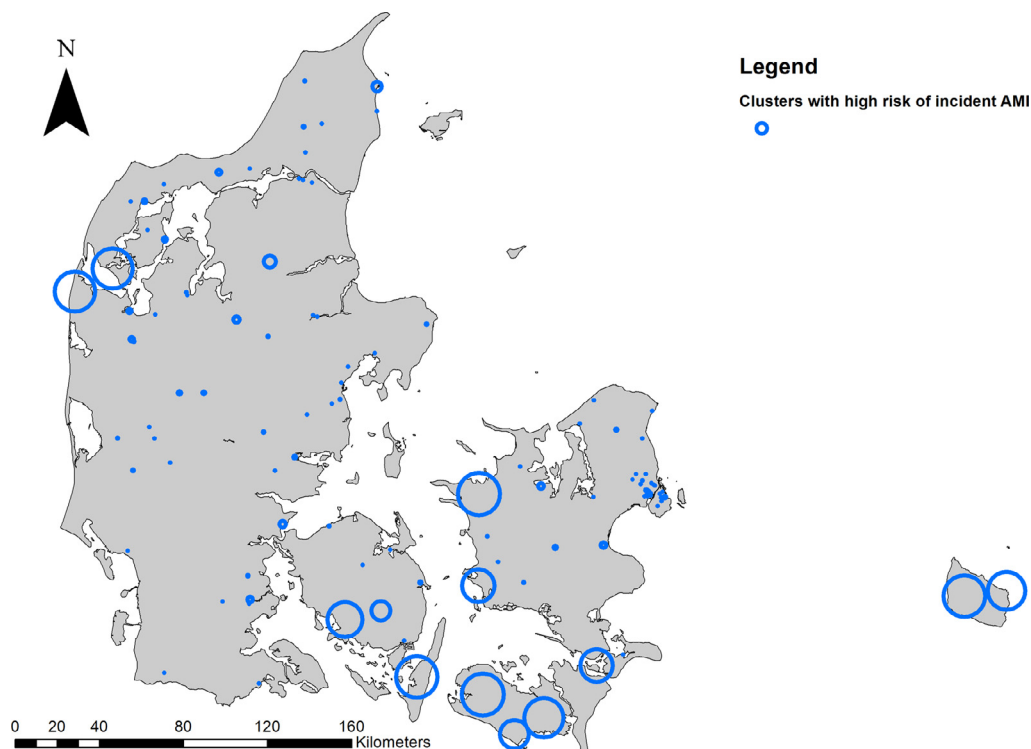 N
Legend
Clusters with high risk of incident AMI
0 20 40 80 120 160
Kilometers